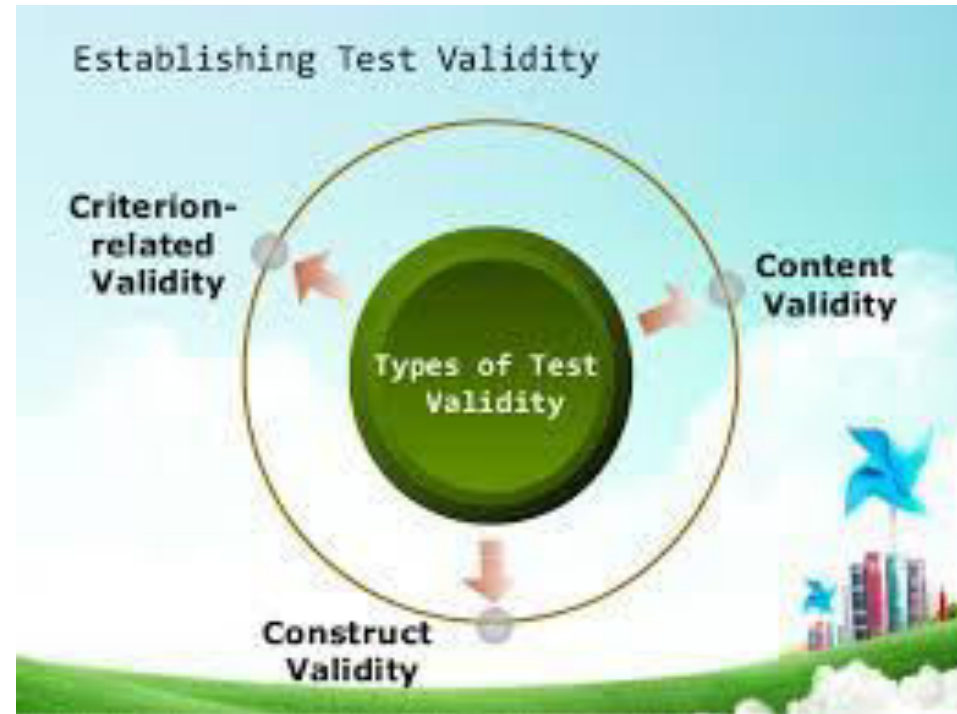 Establishing Test Validity
Criterion-
related
Validity
Content
Validity
Types of Test
Validity
Construct
Validity